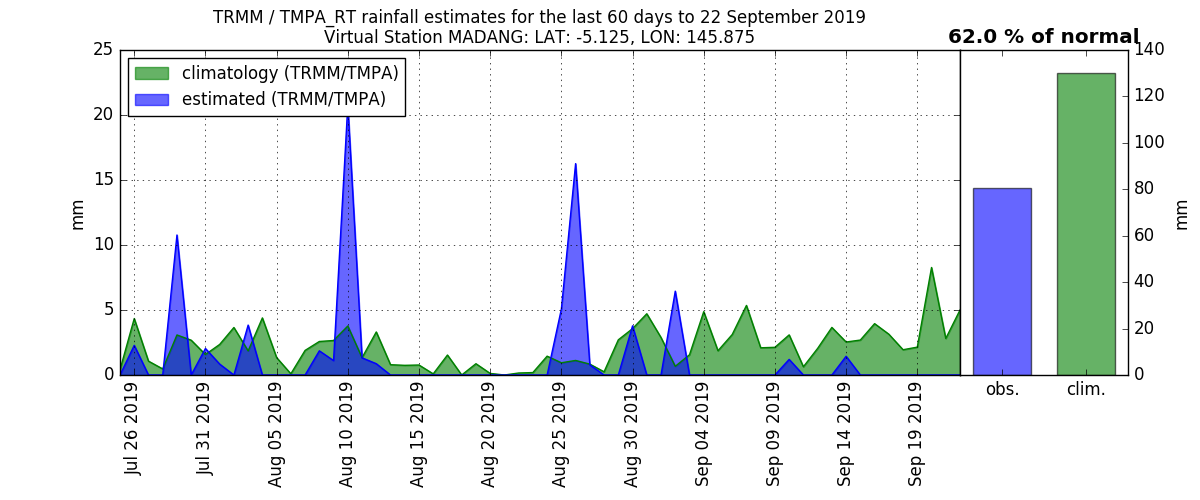 TRMM / TMPA_RT rainfall estimates for the last 60 days to 22 September 2019
Virtual Station MADANG: LAT: -5.125, LON: 145.875
62.0 % of normal
climatology (TRMM/TMPA)
estimated (TRMM/TMPA)
25
20
15
10
5
0
mm
Jul 26 2019
Jul 31 2019
Aug 05 2019
Aug 10 2019
Aug 15 2019
Aug 20 2019
Aug 25 2019
Aug 30 2019
Sep 04 2019
Sep 09 2019
Sep 14 2019
Sep 19 2019
obs.
clim.
140
120
100
80
60
40
20
0
mm